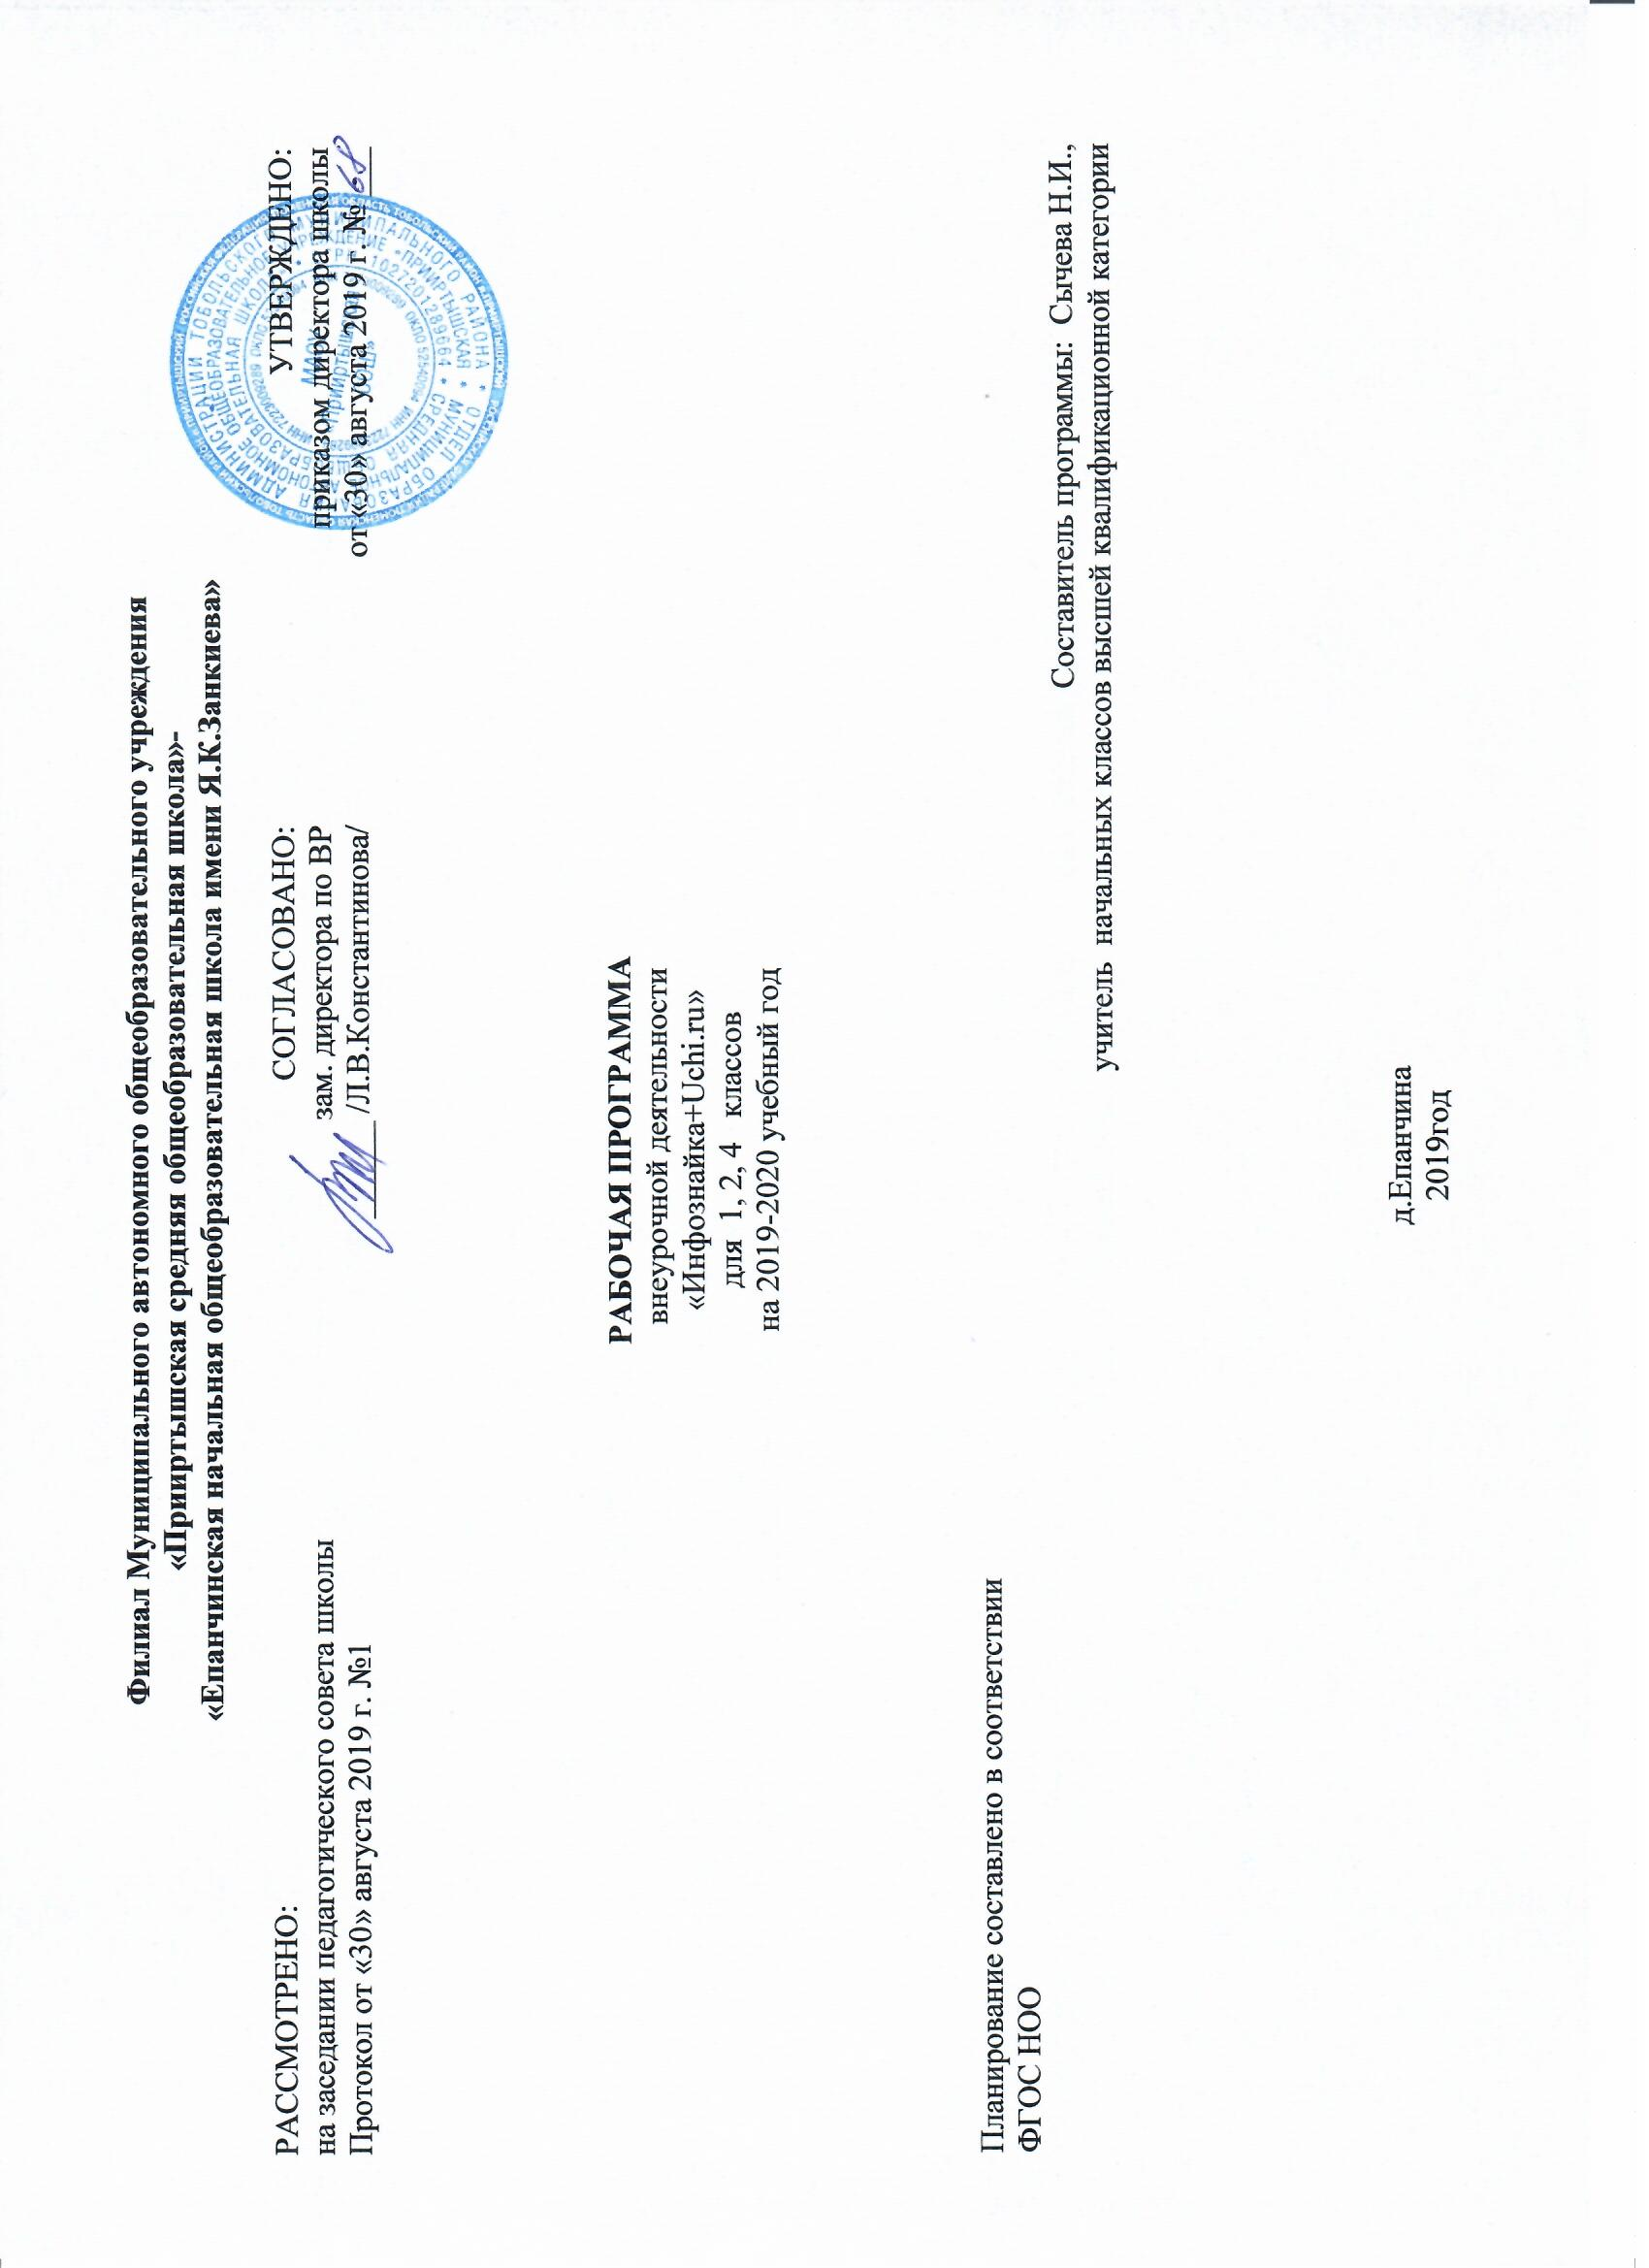 Филиал Муниципального автономного общеобразовательного учреждения
«Прииртышская средняя общеобразовательная школа»-
«Епанчинская начальная общеобразовательная школа имени Я.К.Занкиева»
РАССМОТРЕНО:
на заседании педагогического совета школы
Протокол от «30» августа 2019 г. №1
СОГЛАСОВАНО:
зам. директора по ВР
/Л.В.Константинова/
УТВЕРЖДЕНО:
приказом директора школы
от «30» августа 2019 г. № 68
РАБОЧАЯ ПРОГРАММА
внеурочной деятельности
«Инфознайка+Uchi.ru»
для 1, 2, 4 классов
на 2019-2020 учебный год
Планирование составлено в соответствии
ФГОС НОО
Составитель программы: Сычева Н.И.,
учитель начальных классов высшей квалификационной категории
д.Епанчина
2019год